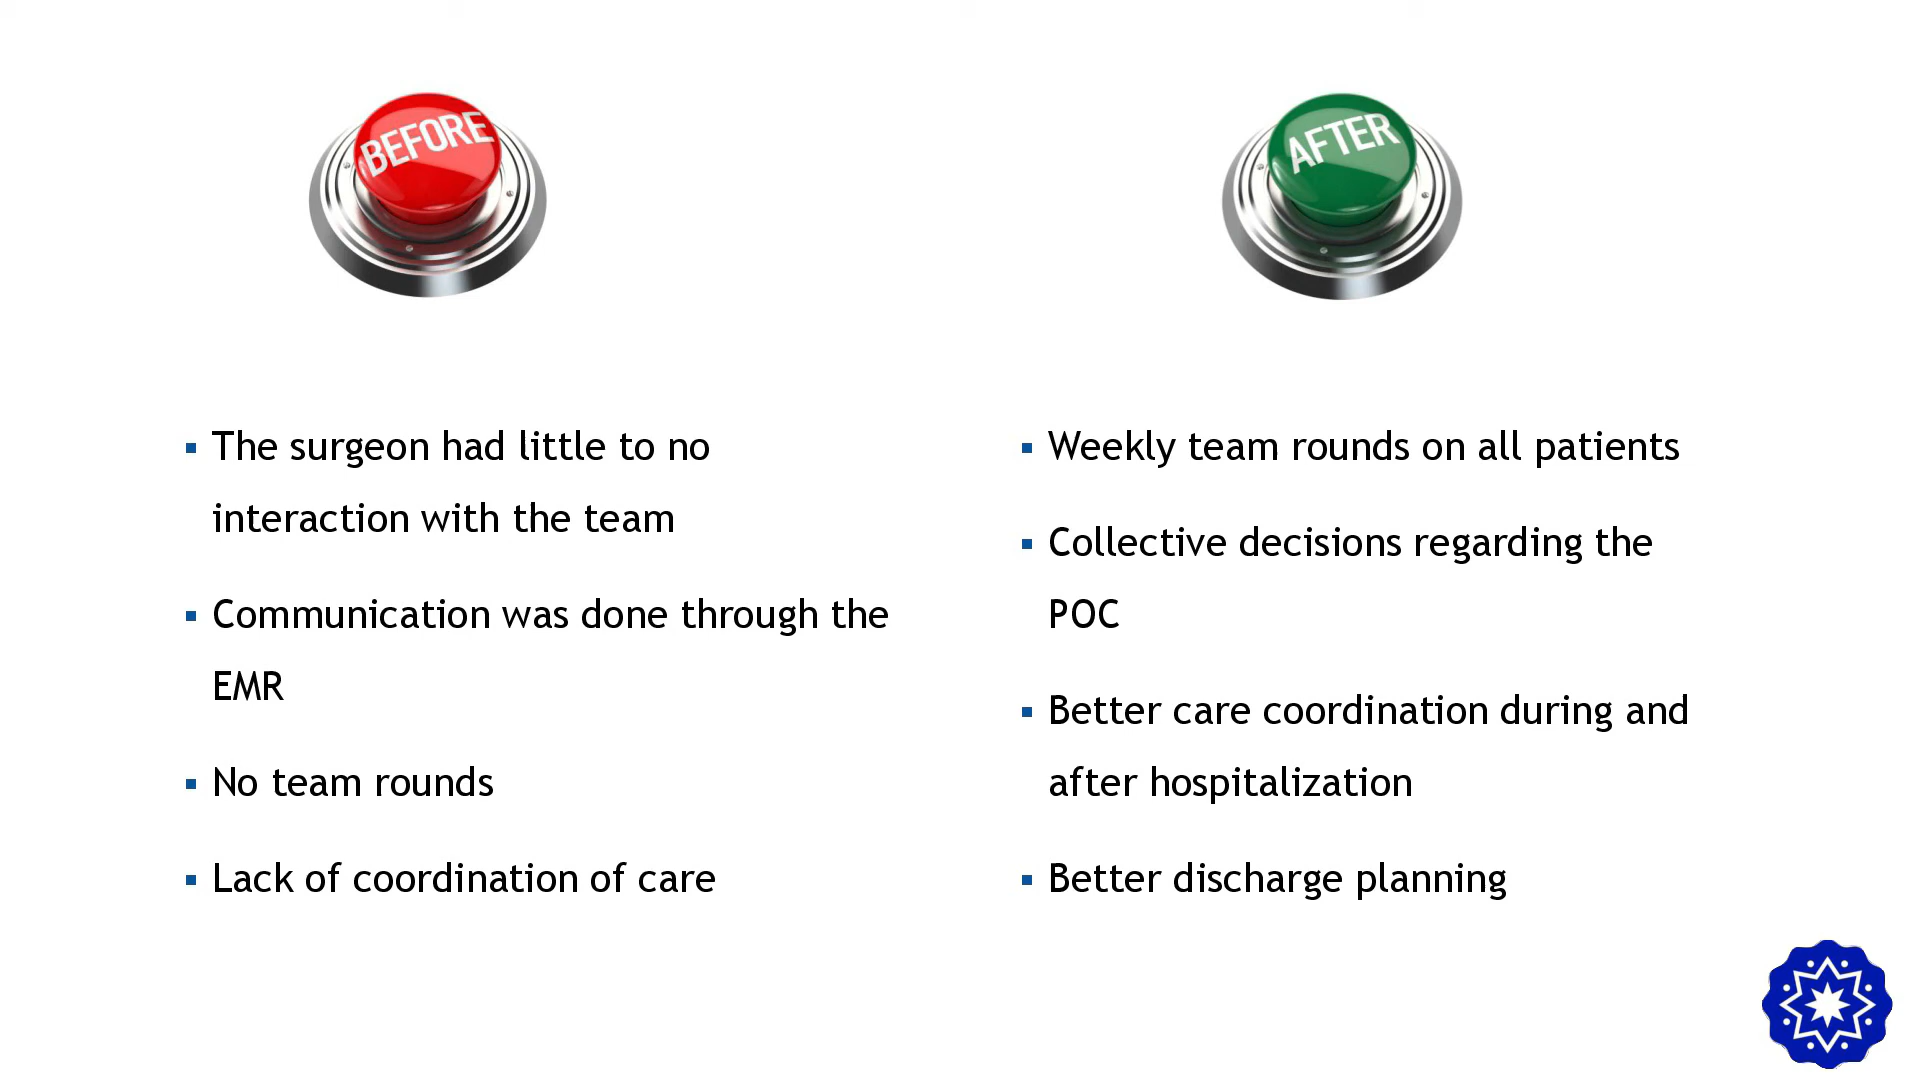 BEFORE
The surgeon had little to no
interaction with the team
Communication was done through the
EMR
No team rounds
Lack of coordination of care
AFTER
Weekly team rounds on all patients
Collective decisions regarding the
POC
Better care coordination during and
after hospitalization
Better discharge planning